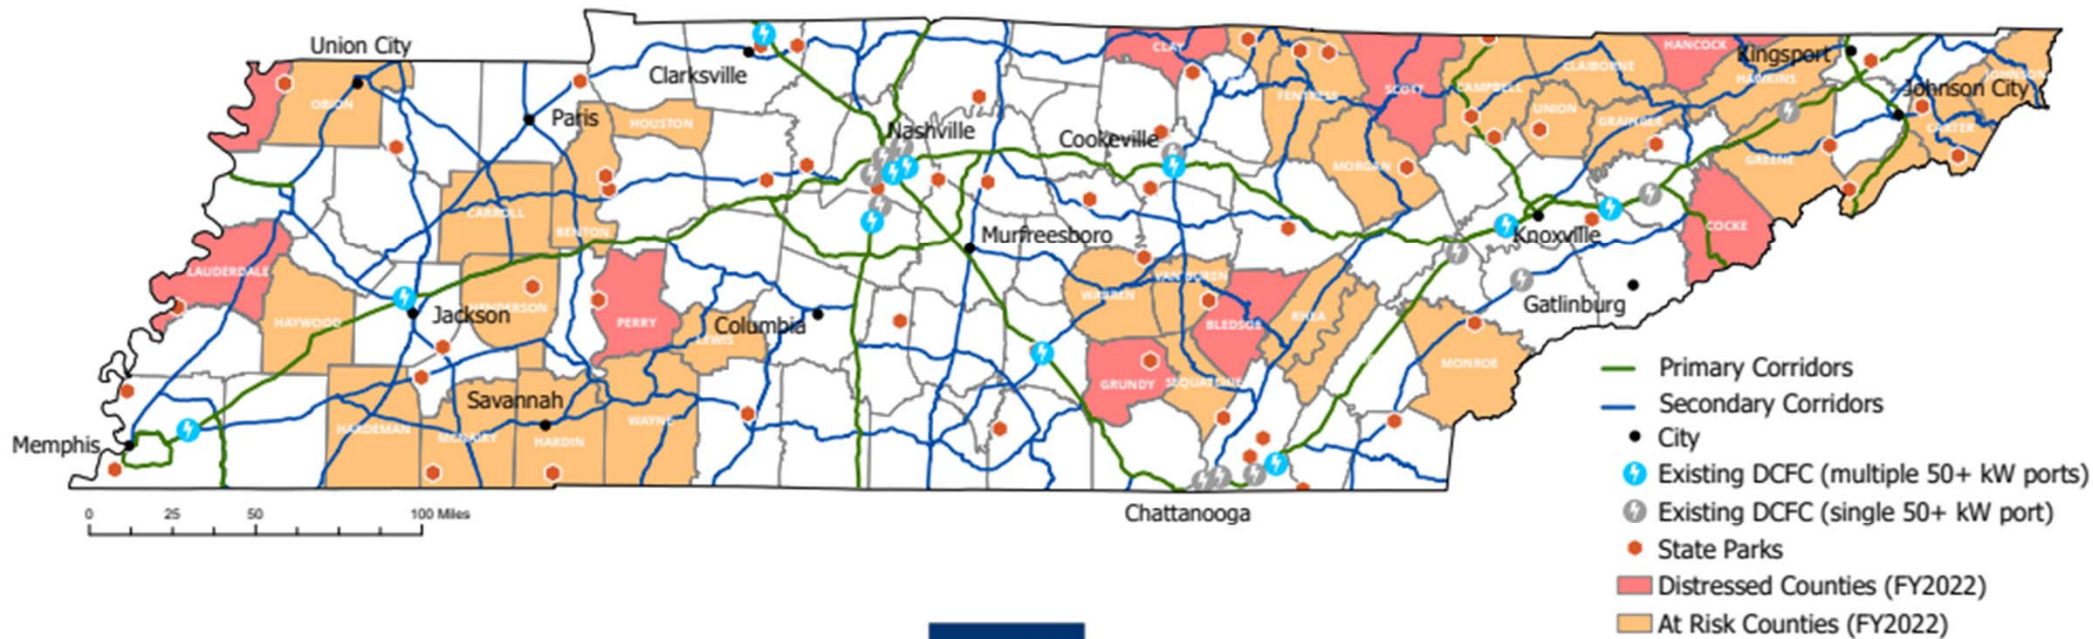 Union City
Clarksville
Paris
Nashville
Cookeville
Kingsport
Johnson City
Murfreesboro
Knoxville
Gatlinburg
Jackson
Columbia
Savannah
Memphis
Chattanooga
CLAY
HANCOCK
OBION
HOUSTON
FENTRESS
SCOTT
CAMPBELL
CLAIBORNE
UNION
GRAINGER
HAWKINS
JOHNSON
CARTER
GREENE
MORGAN
CARROLL
BENTON
COCKE
LAUDERDALE
HAYWOOD
HENDERSON
PERRY
LEWIS
WARREN
VAN BUREN
BLEDSOE
RHEA
MONROE
GRUNDY
SEQUATCHIE
HARDEMAN
MCNAIRY
HARDIN
WAYNE
0 25 50 100 Miles
Primary Corridors
Secondary Corridors
City
Existing DCFC (multiple 50+ kW ports)
Existing DCFC (single 50+ kW port)
State Parks
Distressed Counties (FY2022)
At Risk Counties (FY2022)